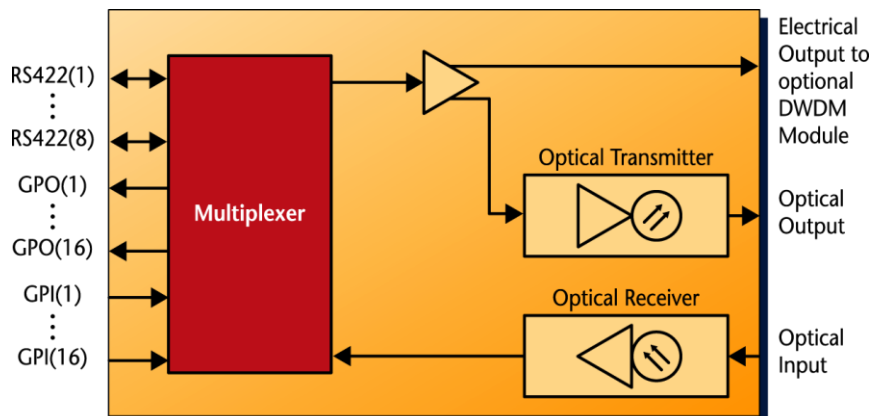 RS422(1)
RS422(8)
GPO(1)
GPO(16)
GPI(1)
GPI(16)
Multiplexer
Electrical
Output to
optional
DWDM
Module
Optical Transmitter
Optical
Output
Optical Receiver
Optical
Input